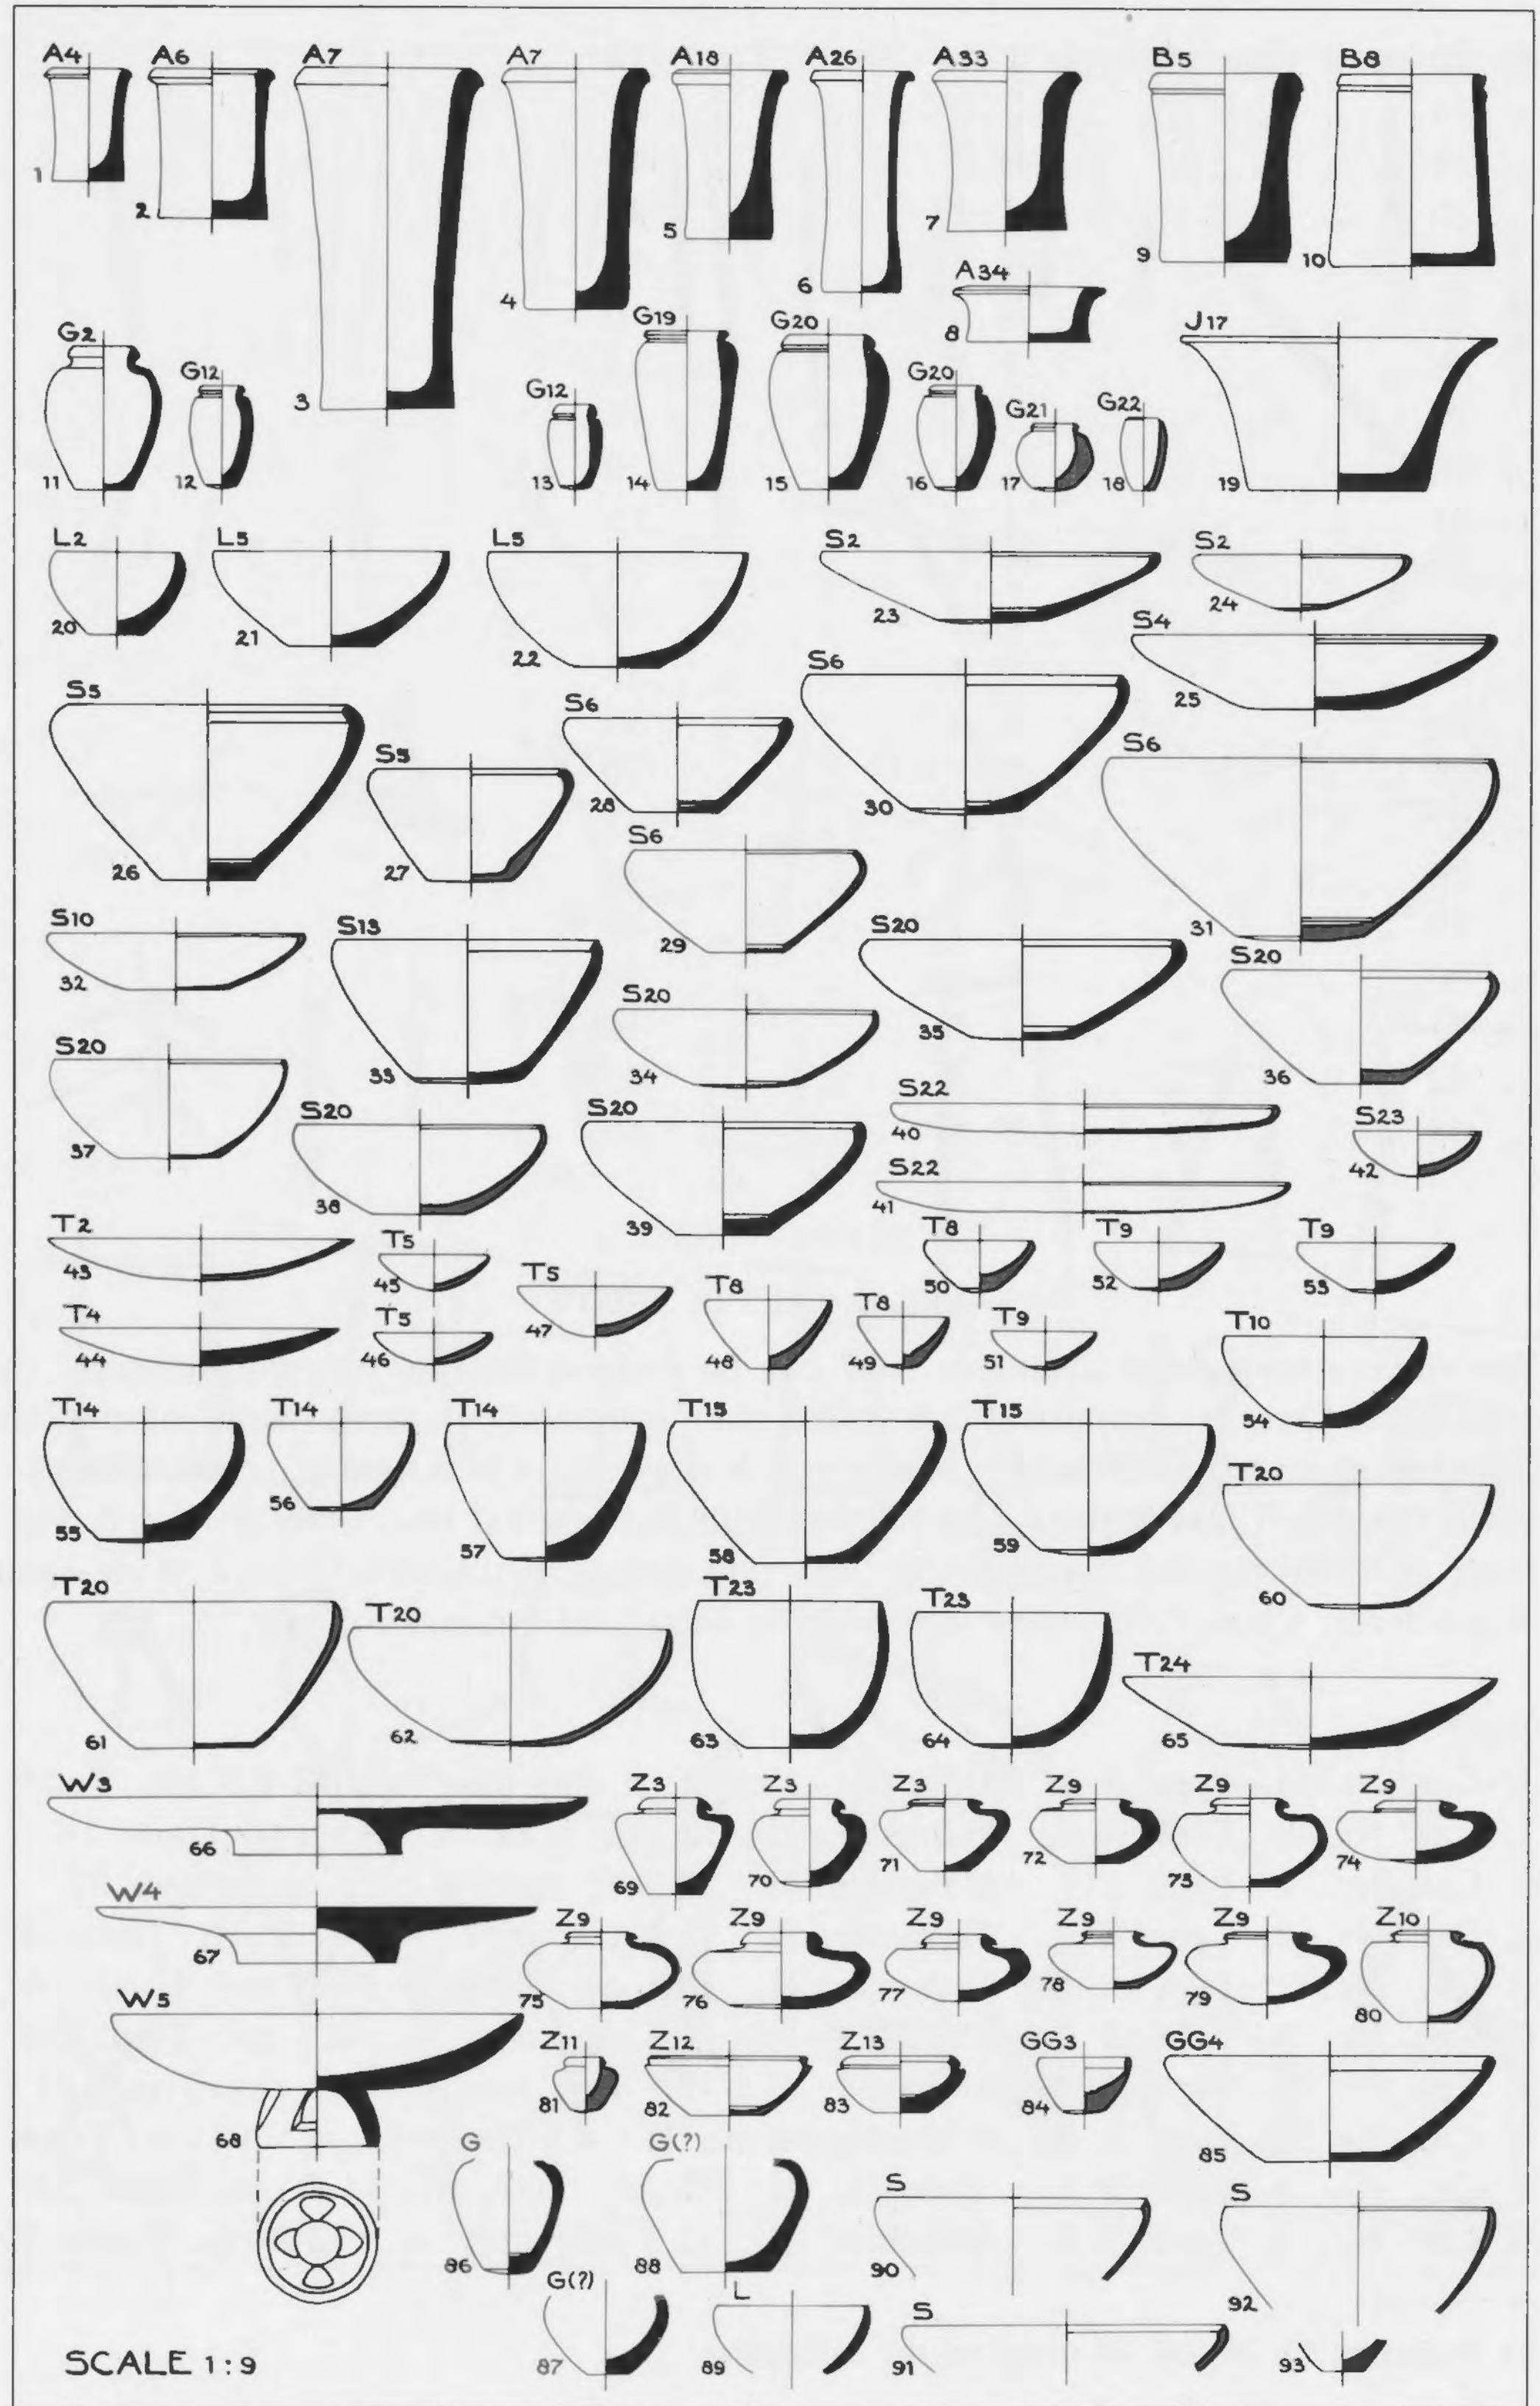 A4 A6 A7 A7 A18 A26 A33 B5 B8
1 2 3 4 5 6 7 9 10
A34
8
G2 G12 G12 G19 G20 G20 G21 G22 J17
11 12 13 14 15 16 17 18 19
L2 L5 L5 S2 S2
20 21 22 23 24
S4
25
S5 S5 S6 S6 S6
26 27 28 30 31
S6
29
S10 S13 S20 S20 S20
32 33 34 35 36
S20 S20 S20 S22 S23
37 38 39 40 42
S22
41
T2 T5 T5 T8 T8 T8 T9 T9
43 45 47 48 49 50 52 53
T4 T5 T9 T10
44 46 51 54
T14 T14 T14 T15 T15 T20
55 56 57 58 59 60
T20 T20 T23 T23 T24
61 62 63 64 65
W3 Z3 Z3 Z3 Z9 Z9 Z9
66 69 70 71 72 73 74
W4 Z9 Z9 Z9 Z9 Z9 Z10
67 75 76 77 78 79 80
W5 Z11 Z12 Z13 GG3 GG4
68 81 82 83 84 85
G G(?) S S
86 88 90 92
G(?) L S
87 89 91 93
SCALE 1:9